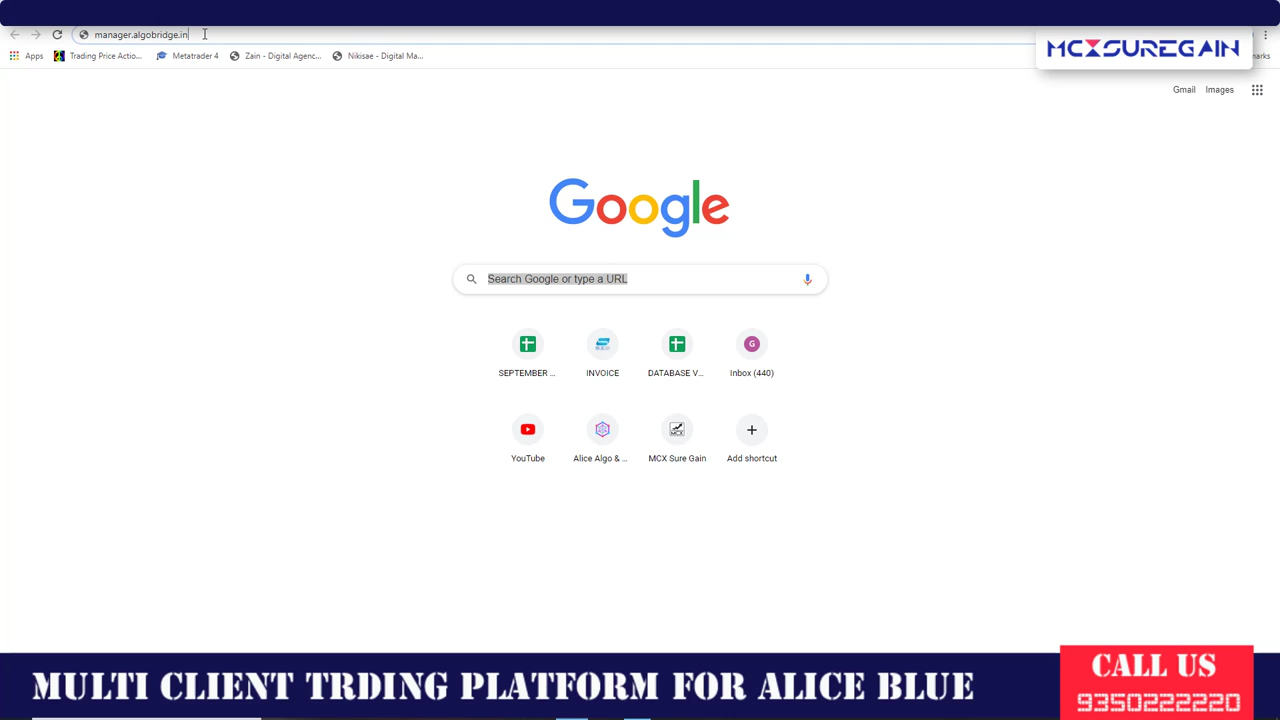 manager.algobridge.in
Apps
Trading Price Actio...
Metatrader 4
Zain - Digital Agenc...
Nikisae - Digital Ma...
MCXSUREGAIN
Gmail
Images
Google
Search Google or type a URL
SEPTEMBER ...
INVOICE
DATABASE V...
Inbox (440)
YouTube
Alice Algo & ...
MCX Sure Gain
Add shortcut
MULTI CLIENT TRDING PLATFORM FOR ALICE BLUE
CALL US
9350222220